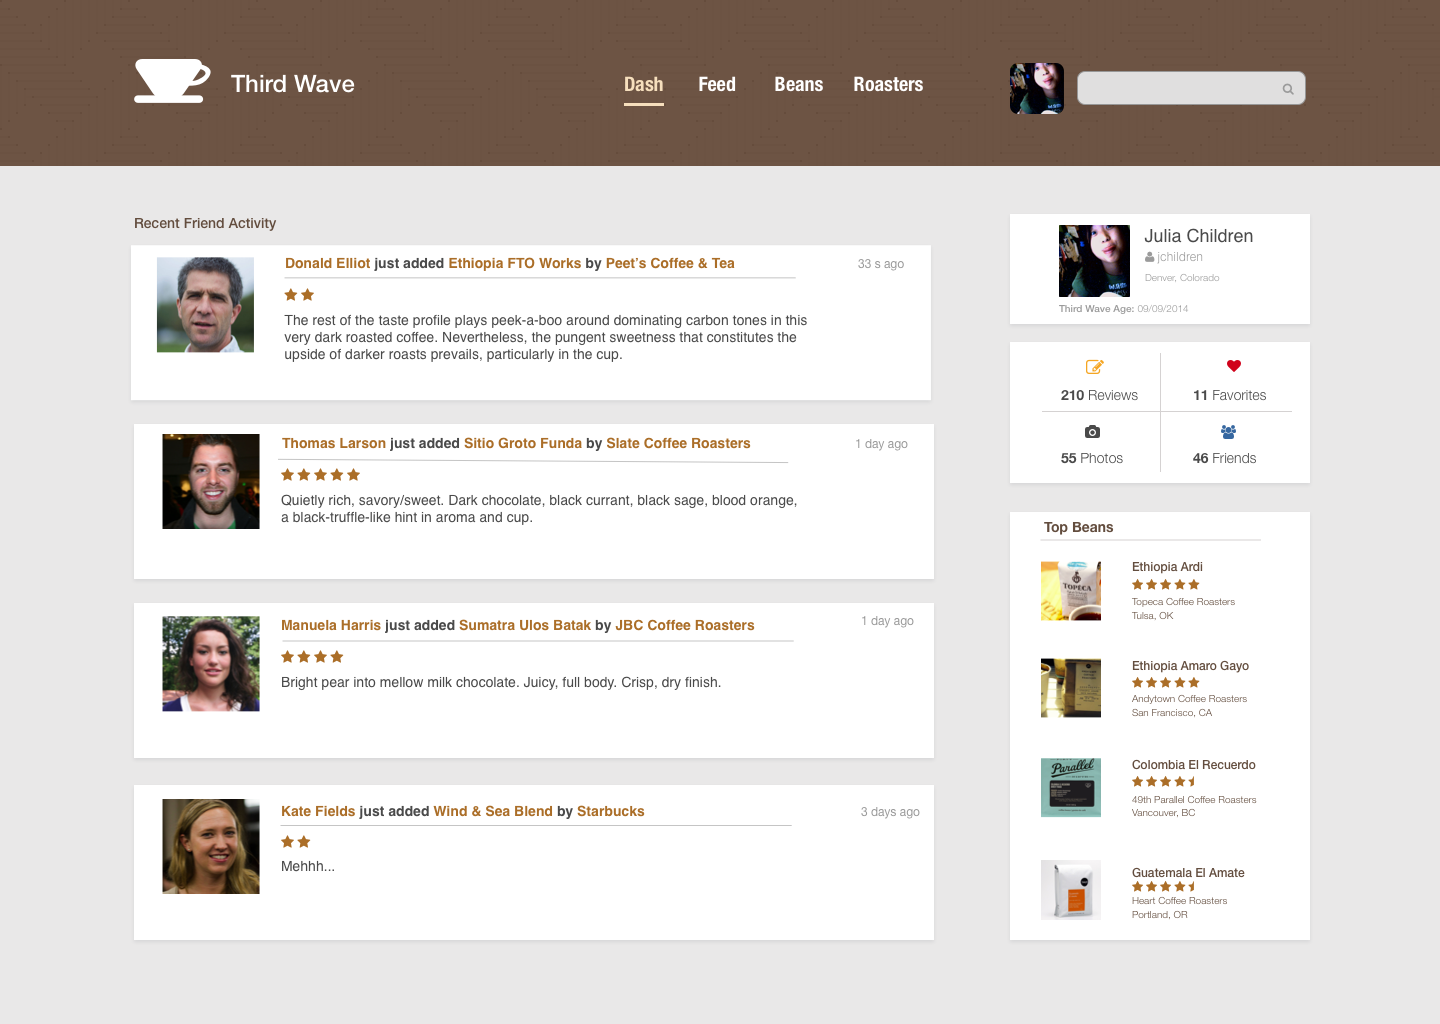 Third Wave
Dash
Feed
Beans
Roasters
Recent Friend Activity
Donald Elliot just added Ethiopia FTO Works by Peet's Coffee & Tea
33 s ago
The rest of the taste profile plays peek-a-boo around dominating carbon tones in this
very dark roasted coffee. Nevertheless, the pungent sweetness that constitutes the
upside of darker roasts prevails, particularly in the cup.
Thomas Larson just added Sitio Groto Funda by Slate Coffee Roasters
1 day ago
Quietly rich, savory/sweet. Dark chocolate, black currant, black sage, blood orange,
a black-truffle-like hint in aroma and cup.
Manuela Harris just added Sumatra Ulos Batak by JBC Coffee Roasters
1 day ago
Bright pear into mellow milk chocolate. Juicy, full body. Crisp, dry finish.
Kate Fields just added Wind & Sea Blend by Starbucks
3 days ago
Mehhh...
Julia Children
jchildren
Denver, Colorado
Third Wave Age: 09/09/2014
210 Reviews
11 Favorites
55 Photos
46 Friends
Top Beans
TOPECA
Ethiopia Ardi
Topeca Coffee Roasters
Tulsa, OK
Ethiopia Amaro Gayo
Andytown Coffee Roasters
San Francisco, CA
Parallel
Colombia El Recuerdo
49th Parallel Coffee Roasters
Vancouver, BC
Guatemala El Amate
Heart Coffee Roasters
Portland, OR